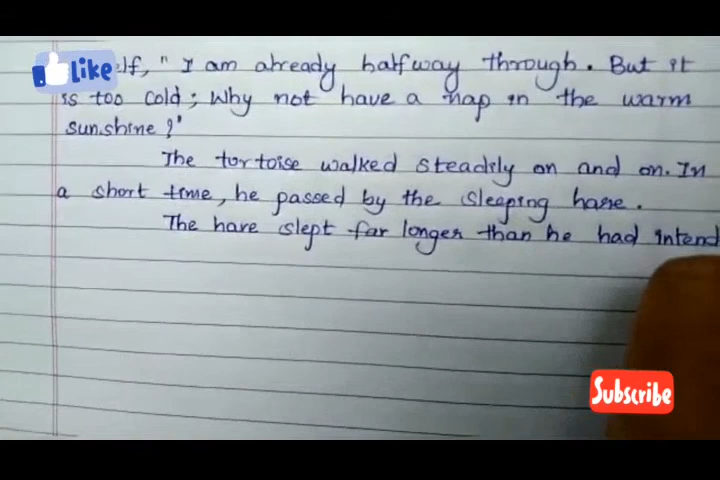 Like
elf, " I am already halfway through. But it
is too cold; Why not have a nap in the warm
sunshine?"
The tortoise walked steadily on and on. In
a short time, he passed by the sleeping hare.
The hare slept far longer than he had intend
Subscribe